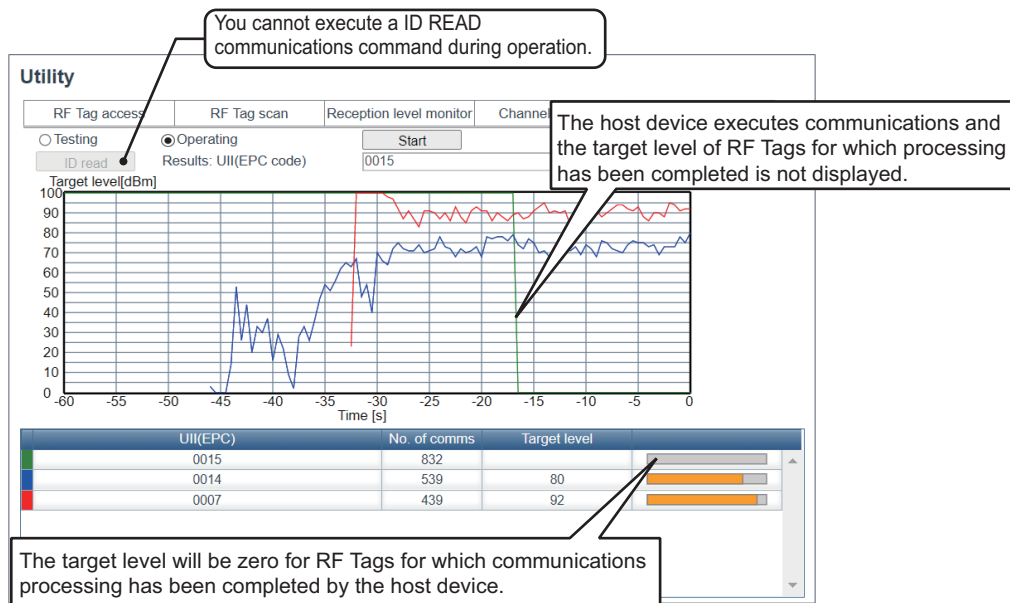 You cannot execute a ID READ
communications command during operation.
Utility
RF Tag access
RF Tag scan
Reception level monitor
Channel
Testing
Operating
Start
ID read
Results: UII(EPC code)
0015
The host device executes communications and
the target level of RF Tags for which processing
has been completed is not displayed.
Target level[dBm]
100
90
80
70
60
50
40
30
20
10
0
-60 -55 -50 -45 -40 -35 -30 -25 -20 -15 -10 -5 0
Time [s]
UII(EPC) No. of comms Target level
0015 832
0014 539 80
0007 439 92
The target level will be zero for RF Tags for which communications
processing has been completed by the host device.